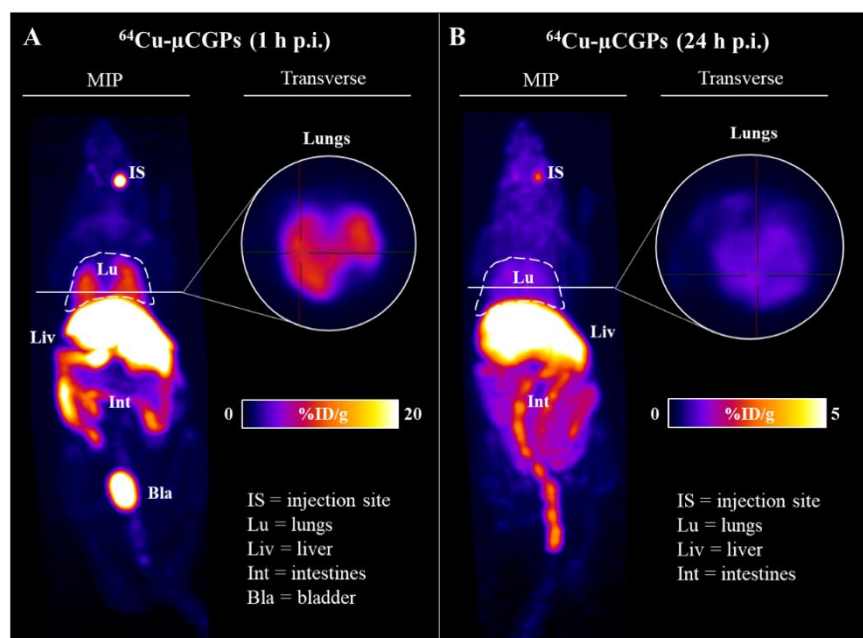 A
⁶⁴Cu-μCGPs (1 h p.i.)
MIP
Transverse
Lungs
IS
Lu
Liv
Int
0
%ID/g
20
Bla
IS = injection site
Lu = lungs
Liv = liver
Int = intestines
Bla = bladder
B
⁶⁴Cu-μCGPs (24 h p.i.)
MIP
Transverse
Lungs
IS
Lu
Liv
Int
0
%ID/g
5
IS = injection site
Lu = lungs
Liv = liver
Int = intestines